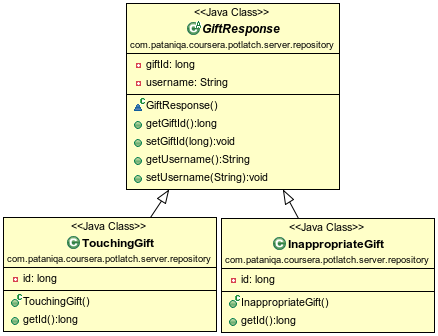 <<Java Class>>
GiftResponse
com.pataniqa.coursera.potlatch.server.repository
giftId: long
username: String
GiftResponse()
getGiftId():long
setGiftId(long):void
getUsername():String
setUsername(String):void
<<Java Class>>
TouchingGift
com.pataniqa.coursera.potlatch.server.repository
id: long
TouchingGift()
getId():long
<<Java Class>>
InappropriateGift
com.pataniqa.coursera.potlatch.server.repository
id: long
InappropriateGift()
getId():long